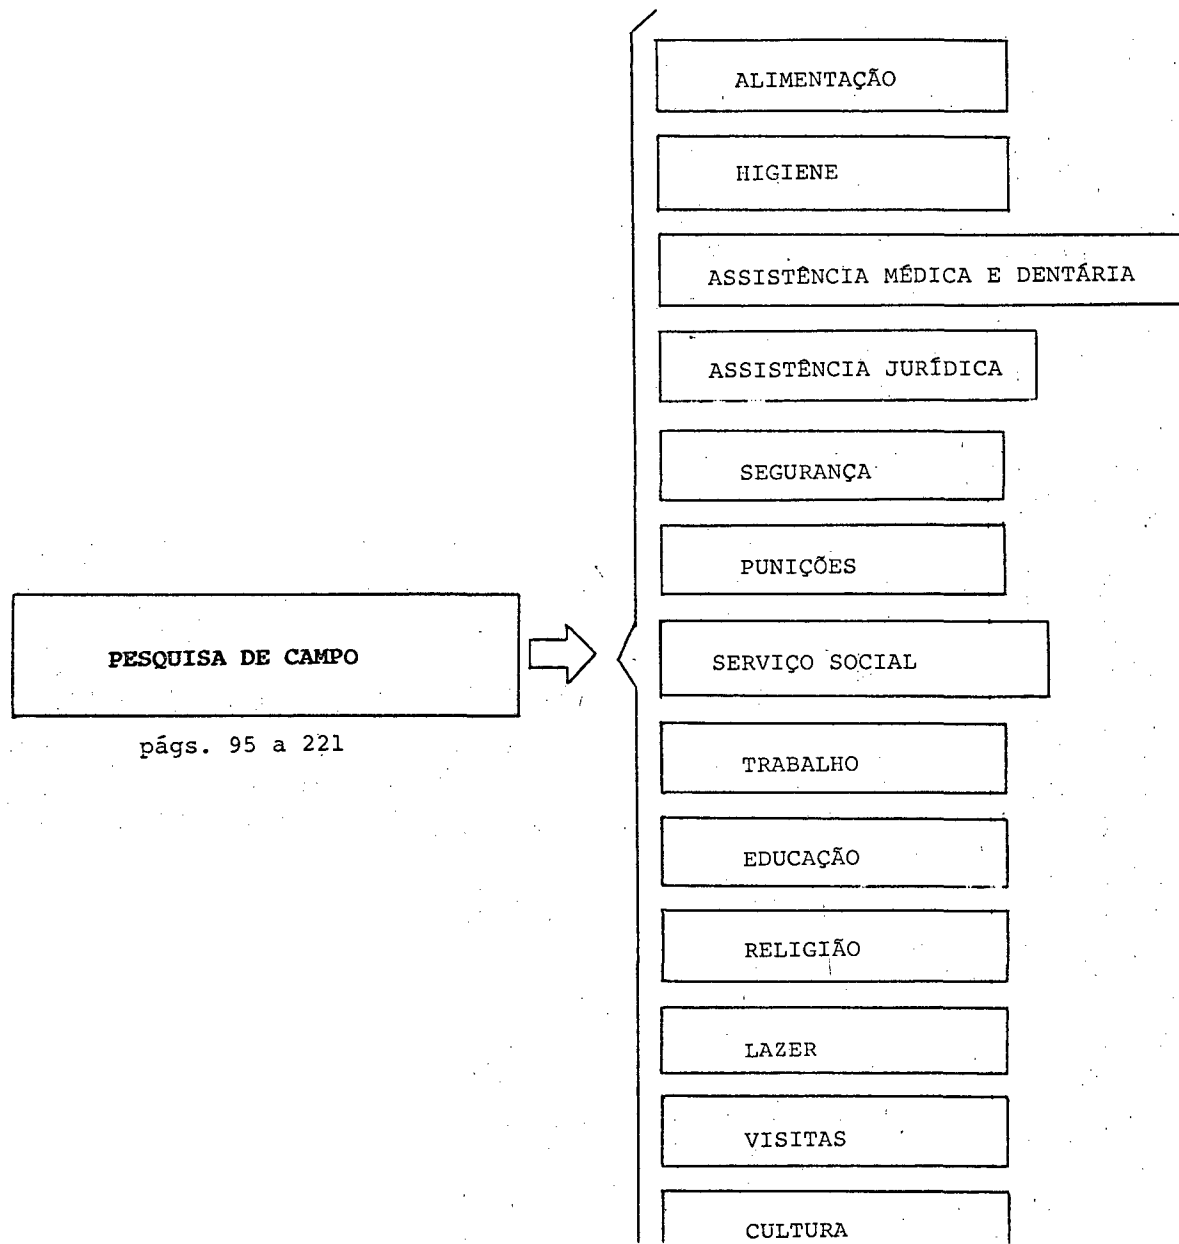 ALIMENTAÇÃO
HIGIENE
ASSISTÊNCIA MÉDICA E DENTÁRIA
ASSISTÊNCIA JURÍDICA
SEGURANÇA
PUNIÇÕES
PESQUISA DE CAMPO
págs. 95 a 221
SERVIÇO SOCIAL
TRABALHO
EDUCAÇÃO
RELIGIÃO
LAZER
VISITAS
CULTURA